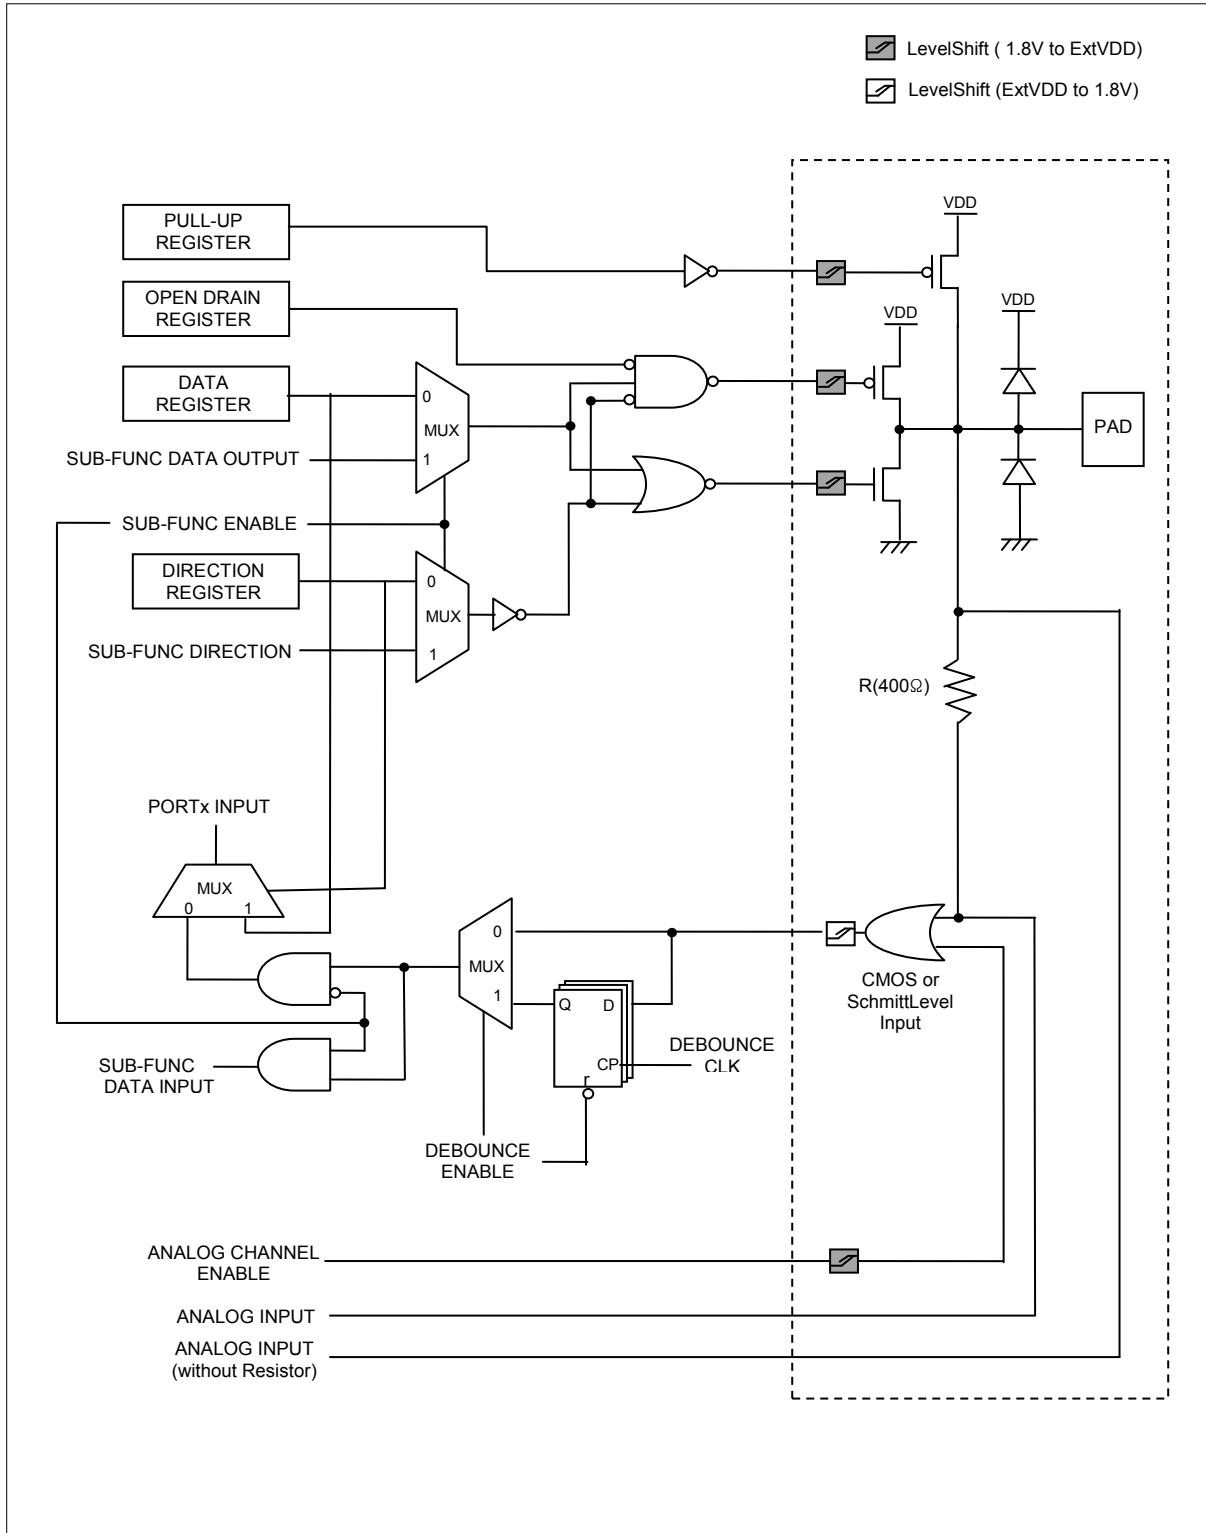 LevelShift ( 1.8V to ExtVDD)
LevelShift (ExtVDD to 1.8V)
VDD
PULL-UP
REGISTER
OPEN DRAIN
REGISTER
VDD
VDD
DATA
REGISTER
0
MUX
1
PAD
SUB-FUNC DATA OUTPUT
SUB-FUNC ENABLE
DIRECTION
REGISTER
0
MUX
1
SUB-FUNC DIRECTION
R(400Ω)
PORTx INPUT
MUX
0
1
0
MUX
1
Q
D
CP
r
CMOS or
SchmittLevel
Input
DEBOUNCE
CLK
SUB-FUNC
DATA INPUT
DEBOUNCE
ENABLE
ANALOG CHANNEL
ENABLE
ANALOG INPUT
ANALOG INPUT
(without Resistor)